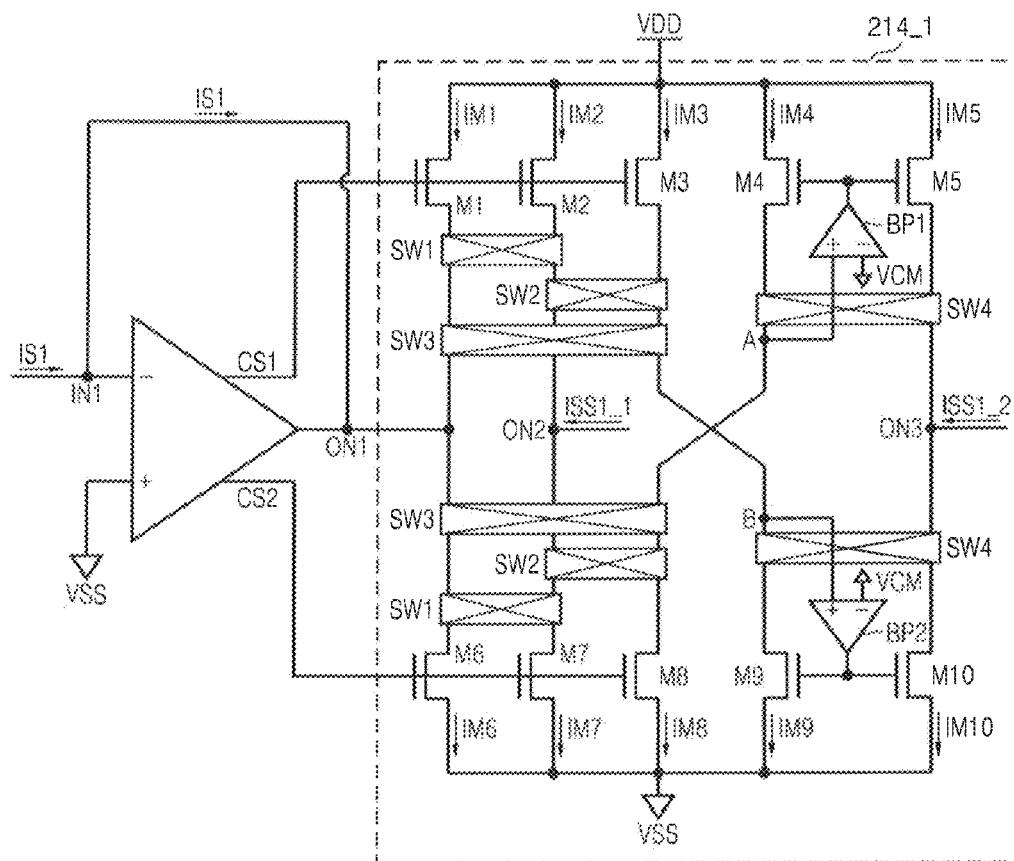 214_1
VDD
IS1
IM1 IM2 IM3 IM4 IM5
M1 M2 M3 M4 M5
BP1
VCM
SW1
SW2 SW4
SW3 A
IS1 CS1
IN1 - ISS1_1 ISS1_2
ON1 ON2 ON3
+ CS2
SW3 B
SW2 SW4
VSS VCM
SW1
BP2
M6 M7 M8 M9 M10
IM6 IM7 IM8 IM9 IM10
VSS